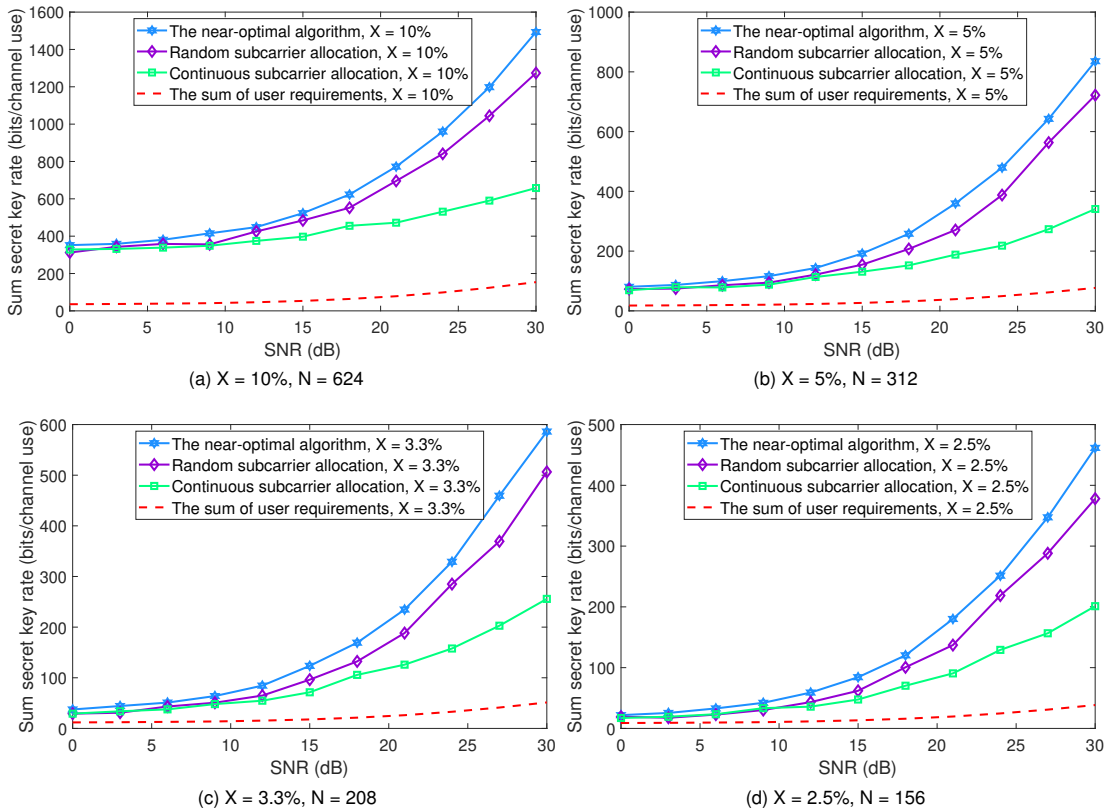 1600
1400
1200
1000
800
600
400
200
0
0 5 10 15 20 25 30
Sum secret key rate (bits/channel use)
SNR (dB)
The near-optimal algorithm, X = 10%
Random subcarrier allocation, X = 10%
Continuous subcarrier allocation, X = 10%
The sum of user requirements, X = 10%
(a) X = 10%, N = 624
1000
800
600
400
200
0
0 5 10 15 20 25 30
Sum secret key rate (bits/channel use)
SNR (dB)
The near-optimal algorithm, X = 5%
Random subcarrier allocation, X = 5%
Continuous subcarrier allocation, X = 5%
The sum of user requirements, X = 5%
(b) X = 5%, N = 312
600
500
400
300
200
100
0
0 5 10 15 20 25 30
Sum secret key rate (bits/channel use)
SNR (dB)
The near-optimal algorithm, X = 3.3%
Random subcarrier allocation, X = 3.3%
Continuous subcarrier allocation, X = 3.3%
The sum of user requirements, X = 3.3%
(c) X = 3.3%, N = 208
500
400
300
200
100
0
0 5 10 15 20 25 30
Sum secret key rate (bits/channel use)
SNR (dB)
The near-optimal algorithm, X = 2.5%
Random subcarrier allocation, X = 2.5%
Continuous subcarrier allocation, X = 2.5%
The sum of user requirements, X = 2.5%
(d) X = 2.5%, N = 156